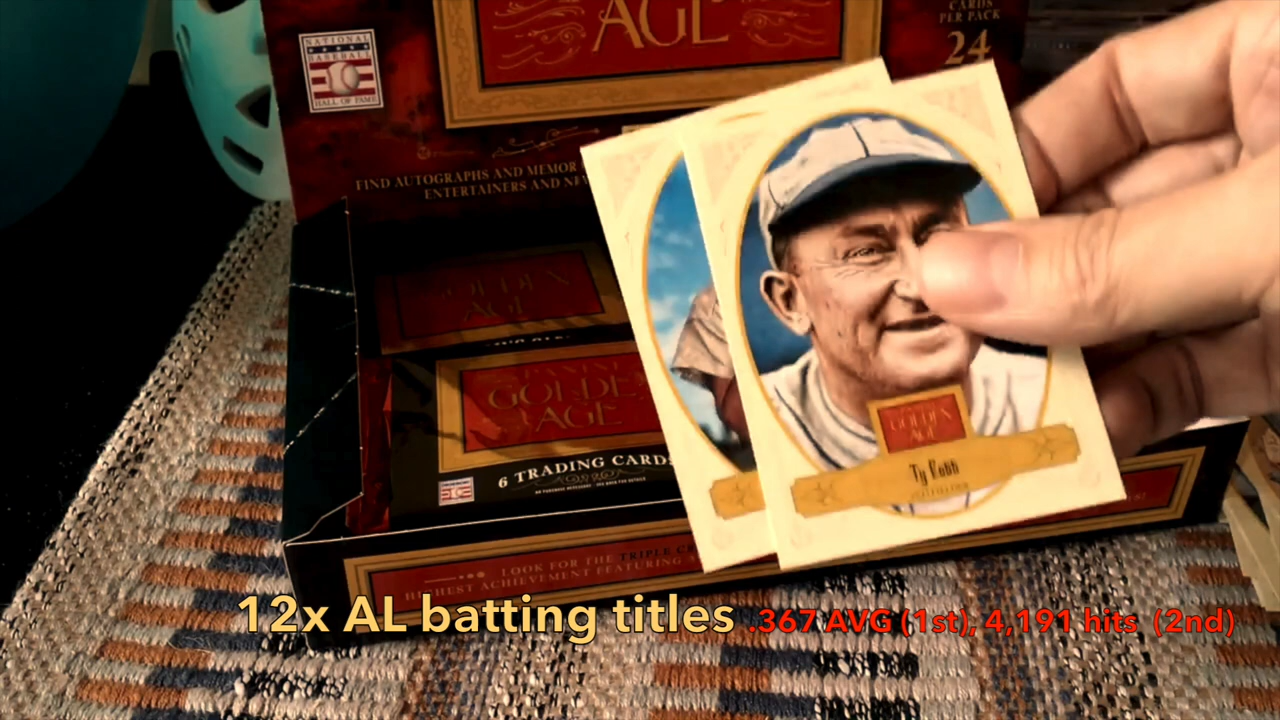 AGE
CARDS
PER PACK
24
NATIONAL
BASEBALL
HALL OF FAME
FIND AUTOGRAPHS AND MEMOR
ENTERTAINERS AND NEW
GOLDEN
AGE
GOLDEN
AGE
6 TRADING CARDS
GOLDEN
AGE
Ty Cobb
LOOK FOR THE TRIPLE CR
HIGHEST ACHIEVEMENT FEATURING
12x AL batting titles .367 AVG (1st), 4,191 hits (2nd)